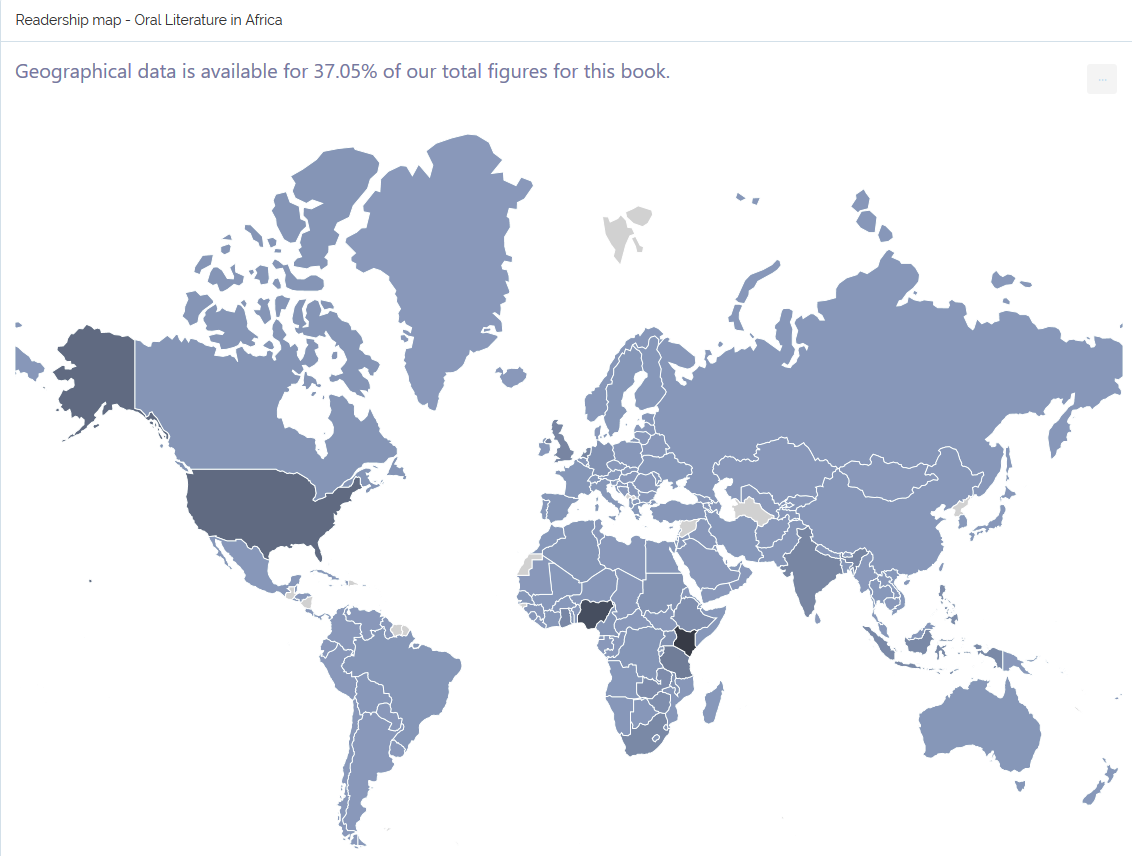 Readership map - Oral Literature in Africa
Geographical data is available for 37.05% of our total figures for this book.